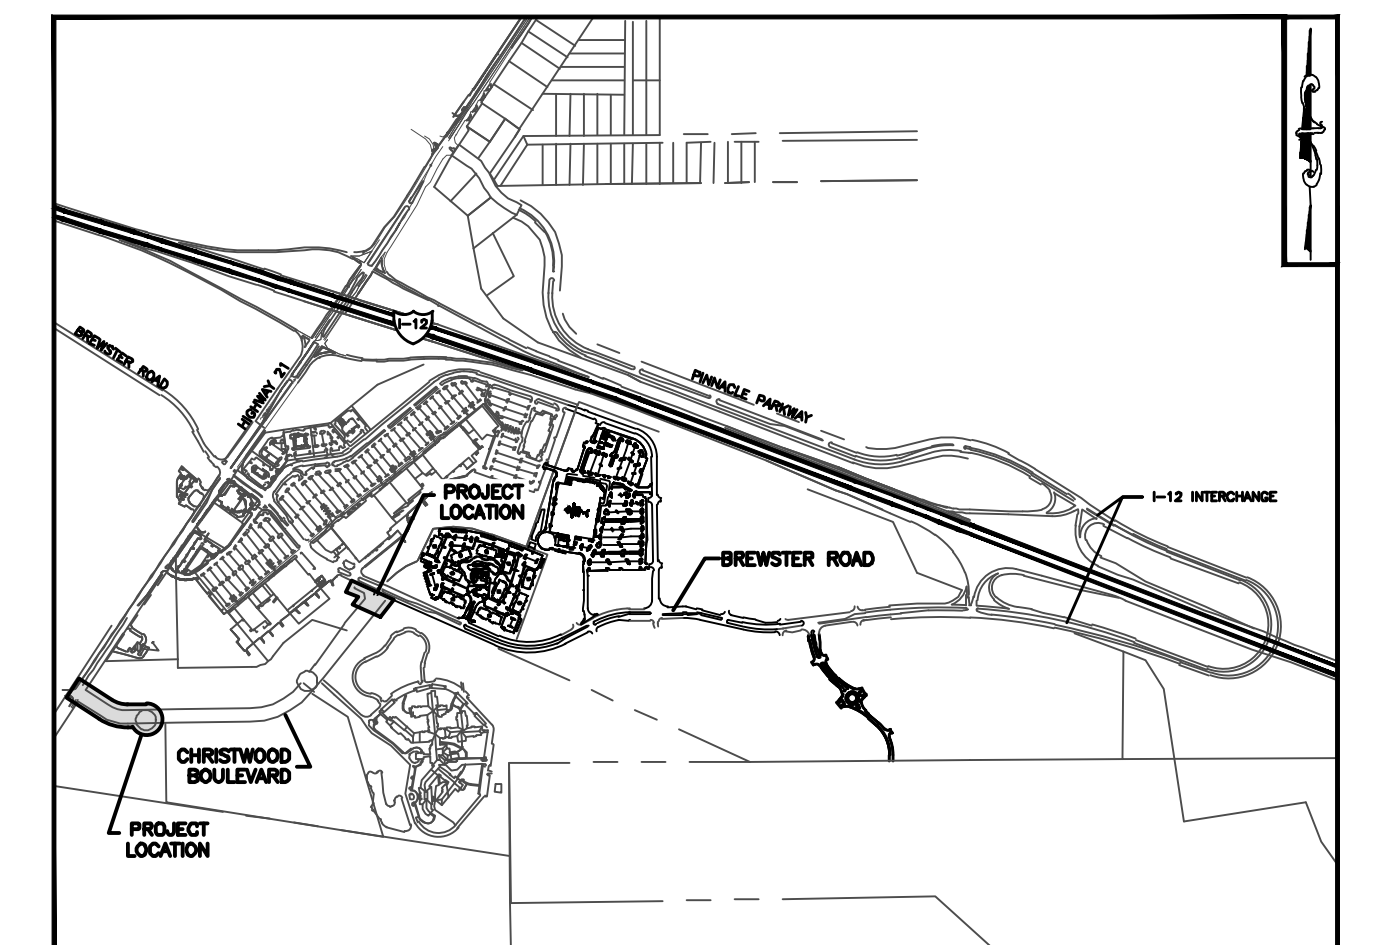 I-12
BREWSTER ROAD
HIGHWAY 21
PINNACLE PARKWAY
PROJECT
LOCATION
I-12 INTERCHANGE
BREWSTER ROAD
CHRISTWOOD
BOULEVARD
PROJECT
LOCATION